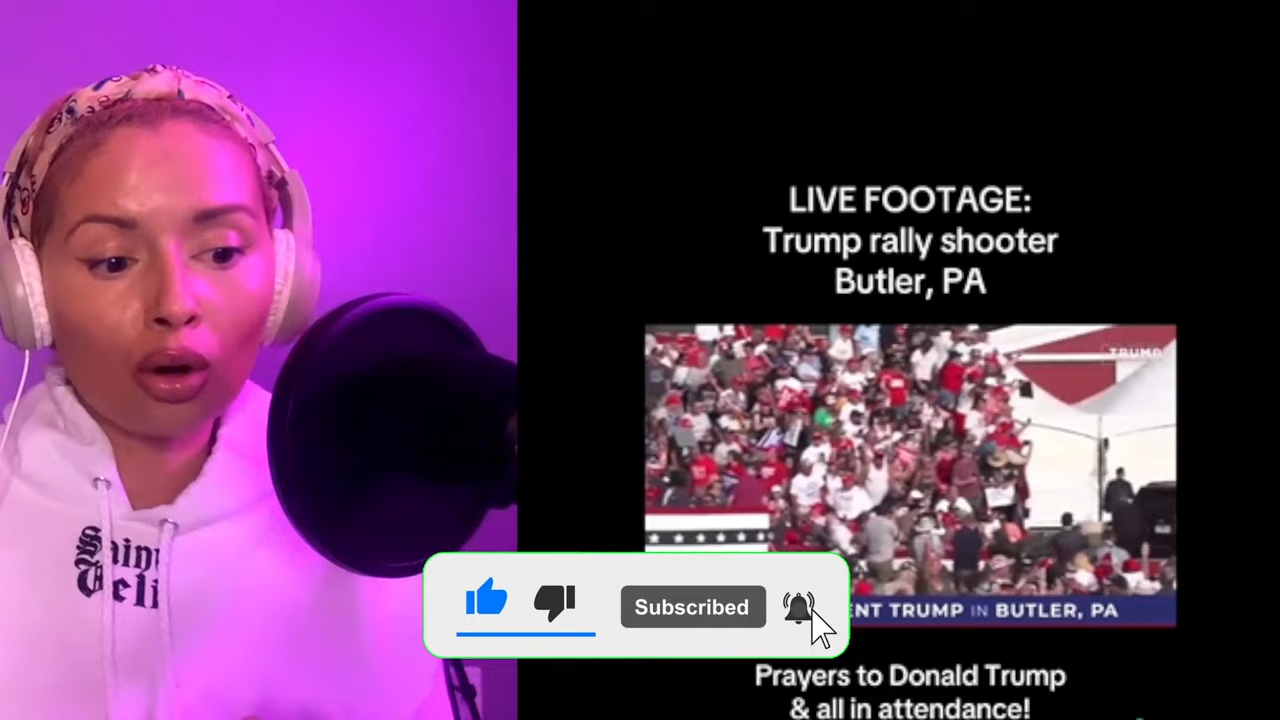 LIVE FOOTAGE:
Trump rally shooter
Butler, PA
TRUMP
ENT TRUMP IN BUTLER, PA
Prayers to Donald Trump
& all in attendance!
Subscribed